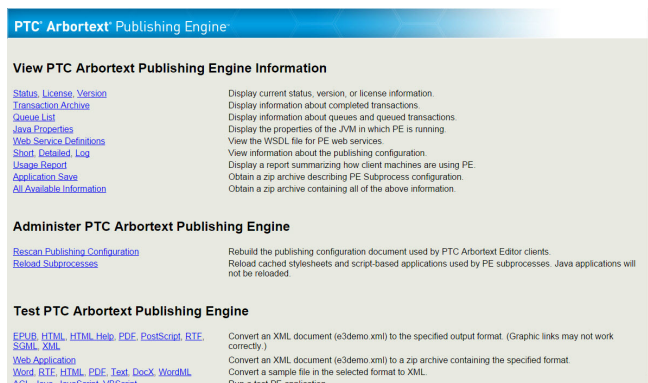 PTC® Arbortext® Publishing Engine™
View PTC Arbortext Publishing Engine Information
Status, License, Version Display current status, version, or license information.
Transaction Archive Display information about completed transactions.
Queue List Display information about queues and queued transactions.
Java Properties Display the properties of the JVM in which PE is running.
Web Service Definitions View the WSDL file for PE web services.
Short, Detailed, Log View information about the publishing configuration.
Usage Report Display a report summarizing how client machines are using PE.
Application Save Obtain a zip archive describing PE Subprocess configuration.
All Available Information Obtain a zip archive containing all of the above information.
Administer PTC Arbortext Publishing Engine
Rescan Publishing Configuration Rebuild the publishing configuration document used by PTC Arbortext Editor clients.
Reload Subprocesses Reload cached stylesheets and script-based applications used by PE subprocesses. Java applications will
not be reloaded.
Test PTC Arbortext Publishing Engine
EPUB, HTML, HTML Help, PDF, PostScript, RTF, Convert an XML document (e3demo.xml) to the specified output format. (Graphic links may not work
SGML, XML correctly.)
Web Application Convert an XML document (e3demo.xml) to a zip archive containing the specified format.
Word, RTF, HTML, PDF, Text, DocX, WordML Convert a sample file in the selected format to XML.
ACL, Java, JavaScript, VBScript Run a test PE application.